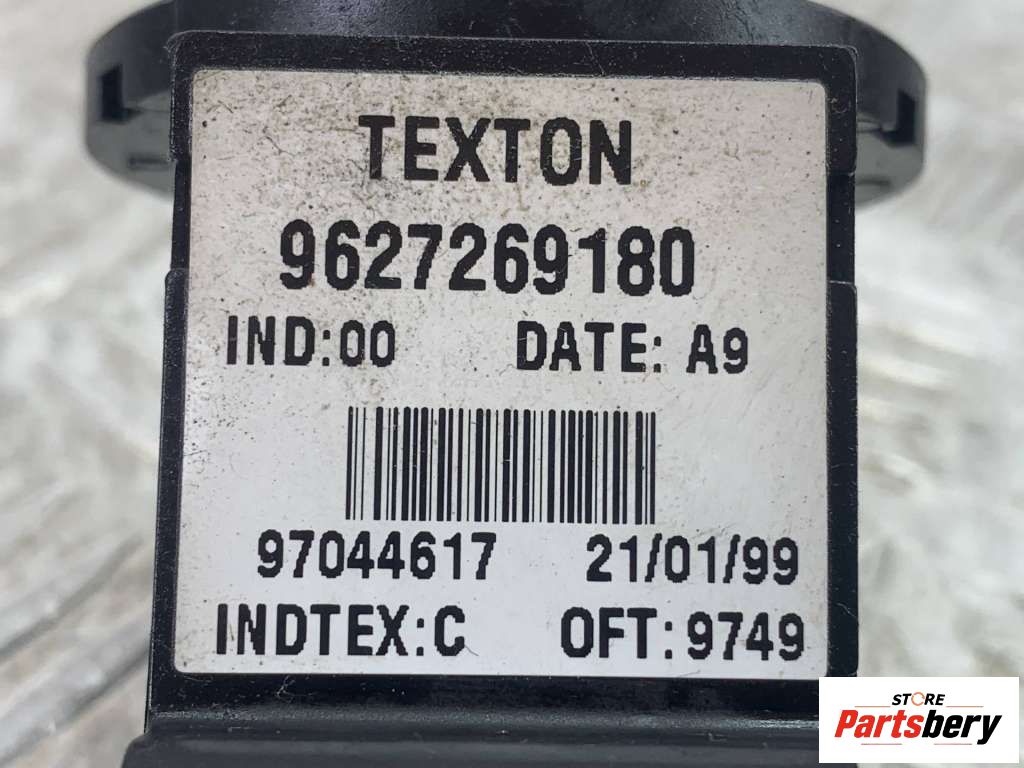 TEXTON
9627269180
IND:00 DATE: A9
97044617 21/01/99
INDTEX:C OFT:9749
STORE
Partsbery